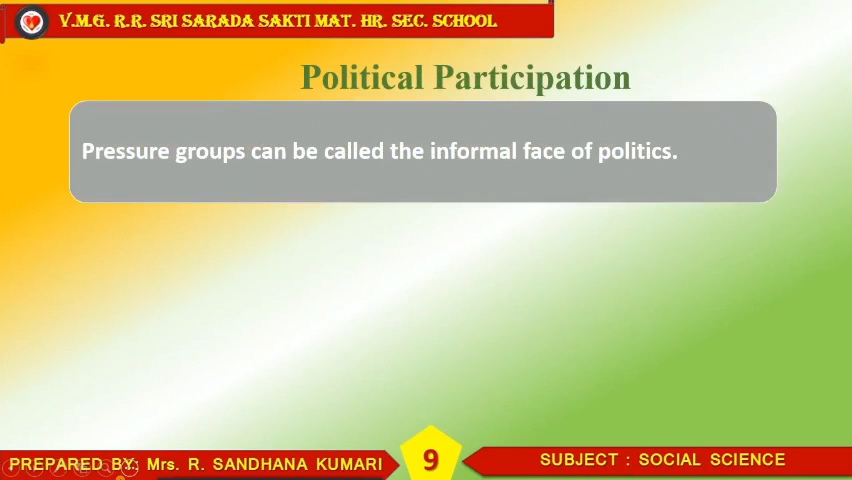 V.M.G. R.R. SRI SARADA SAKTI MAT. HR. SEC. SCHOOL
Political Participation
Pressure groups can be called the informal face of politics.
PREPARED BY: Mrs. R. SANDHANA KUMARI
9
SUBJECT : SOCIAL SCIENCE